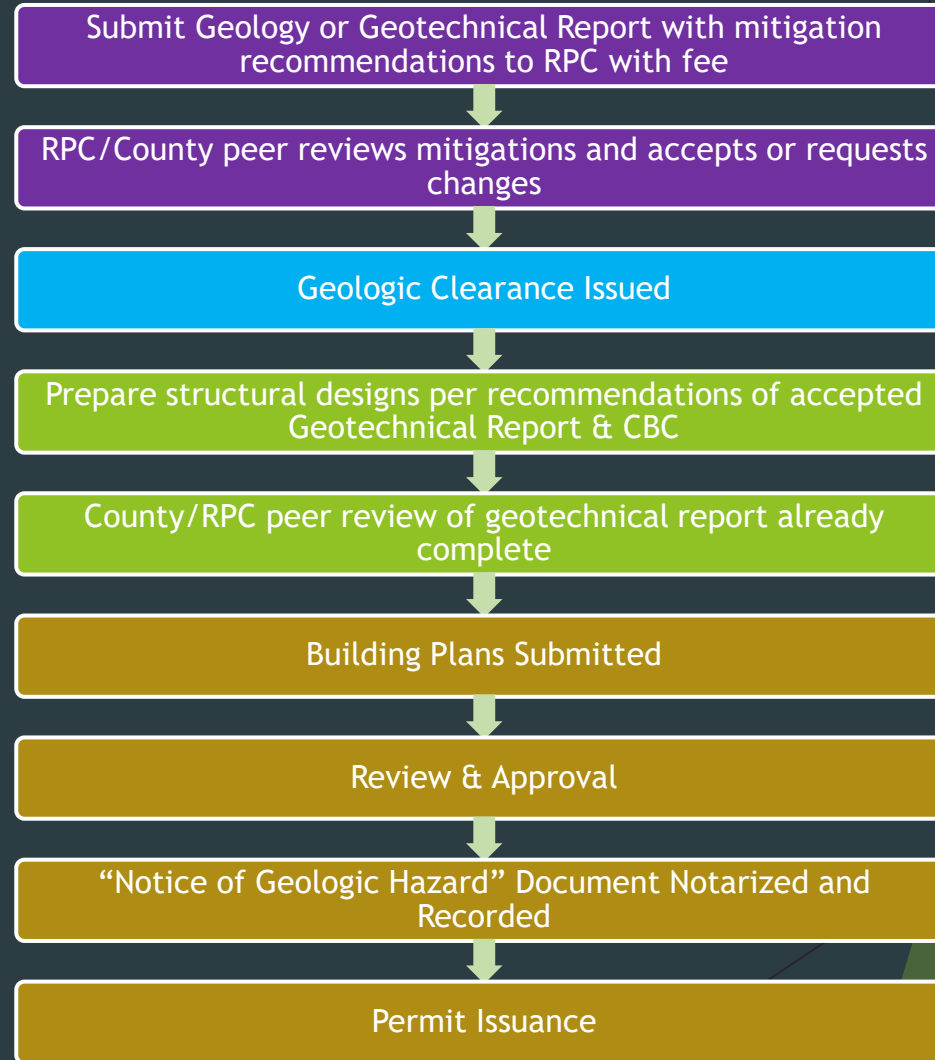 Submit Geology or Geotechnical Report with mitigation
recommendations to RPC with fee
RPC/County peer reviews mitigations and accepts or requests
changes
Geologic Clearance Issued
Prepare structural designs per recommendations of accepted
Geotechnical Report & CBC
County/RPC peer review of geotechnical report already
complete
Building Plans Submitted
Review & Approval
“Notice of Geologic Hazard” Document Notarized and
Recorded
Permit Issuance